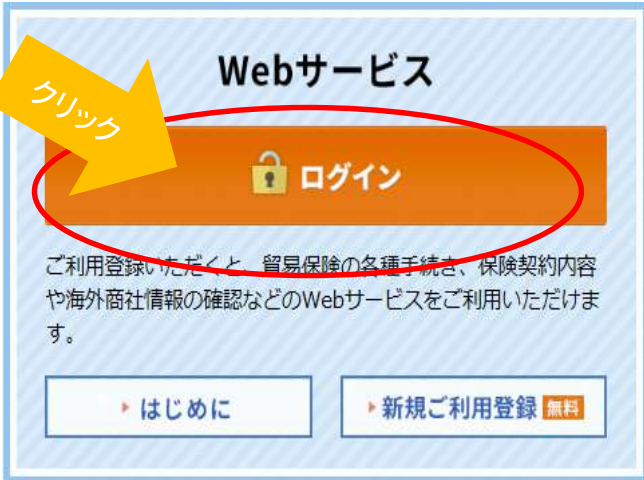 Webサービス
クリック
ログイン
ご利用登録いただくと、貿易保険の各種手続き、保険契約内容
や海外商社情報の確認などのWebサービスをご利用いただけま
す。
はじめに
新規ご利用登録 無料